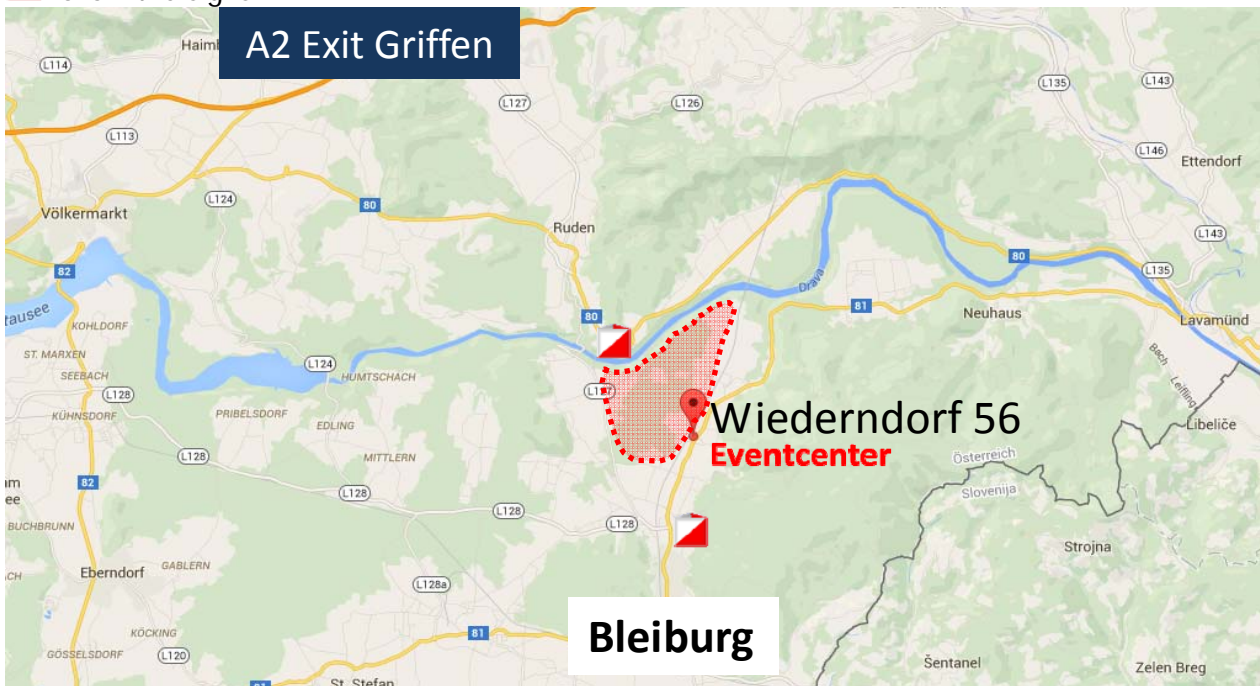 A2 Exit Griffen
L114
L127
L126
L135
L143
L113
L146
Ettendorf
Völkermarkt
L124
80
Ruden
L143
82
80
L135
Drava
81
Neuhaus
Lavamünd
KOHLDORF
80
ST. MARXEN
L124
SEEBACH
HUMTSCHACH
Bach
Leifling
L128
KÜHNSDORF
PRIBELSDORF
EDLING
Wiederndorf 56
Libeliče
Eventcenter
L128
MITTLERN
Österreich
82
L128
Slovenija
BUCHBRUNN
L128
L128
Strojna
Eberndorf
GABLERN
L128a
Bleiburg
KÖCKING
81
GÖSSELSDORF
L120
Šentanel
Zelen Breg
81
St. Stefan